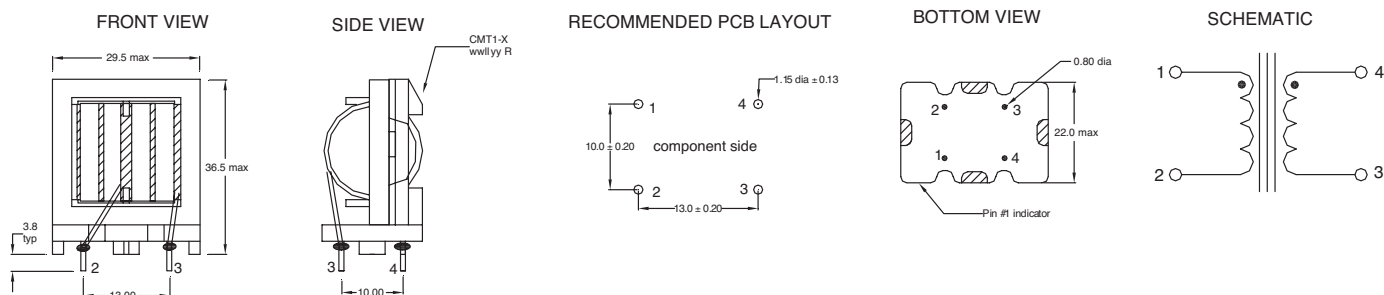 FRONT VIEW
29.5 max
36.5 max
3.8
typ
2
3
13.00
SIDE VIEW
CMT1-X
wwllyy R
3
4
10.00
RECOMMENDED PCB LAYOUT
1.15 dia ± 0.13
1
4
10.0 ± 0.20
component side
2
3
13.0 ± 0.20
BOTTOM VIEW
0.80 dia
2
3
22.0 max
1
4
Pin #1 indicator
SCHEMATIC
1
4
2
3